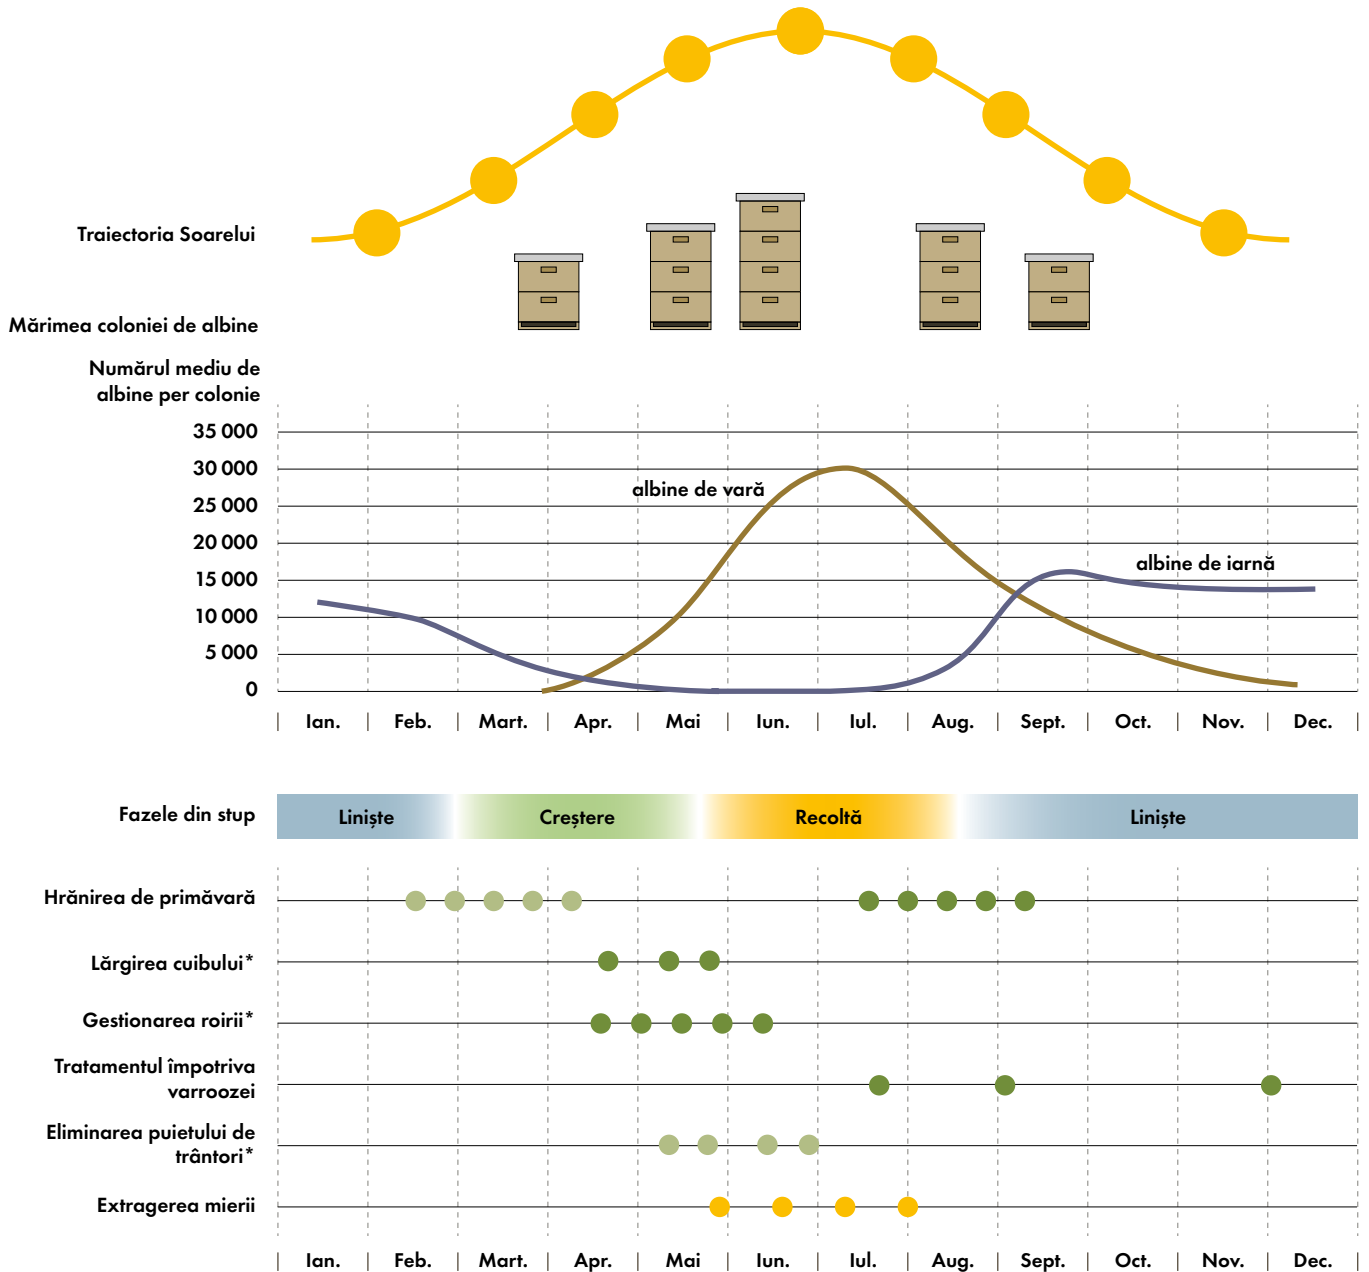 Traiectoria Soarelui
Mărimea coloniei de albine
Numărul mediu de
albine per colonie
35 000
30 000
25 000
20 000
15 000
10 000
5 000
0
albine de vară
albine de iarnă
| Ian. | Feb. | Mart. | Apr. | Mai | Iun. | Iul. | Aug. | Sept. | Oct. | Nov. | Dec. |
Fazele din stup
Liniște
Creștere
Recoltă
Liniște
Hrănirea de primăvară
Lărgirea cuibului*
Gestionarea roirii*
Tratamentul împotriva
varroozei
Eliminarea puietului de
trântori*
Extragerea mierii
| Ian. | Feb. | Mart. | Apr. | Mai | Iun. | Iul. | Aug. | Sept. | Oct. | Nov. | Dec. |